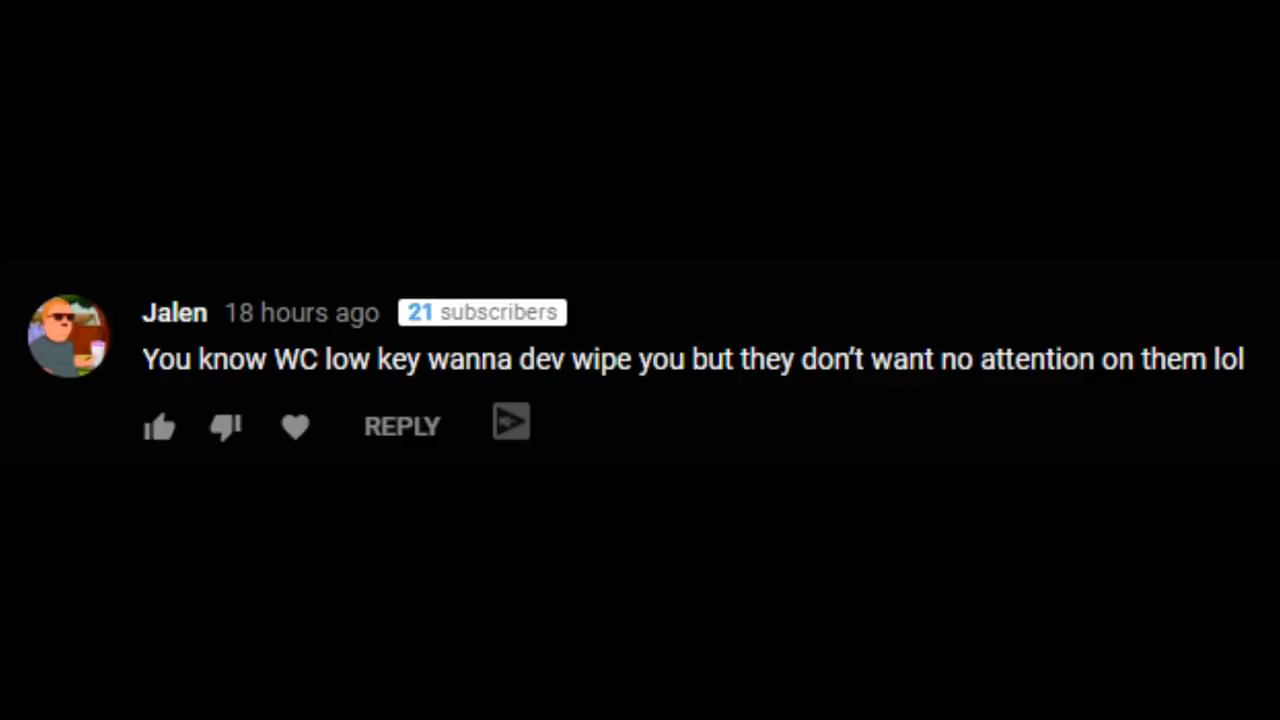 Jalen 18 hours ago 21 subscribers
You know WC low key wanna dev wipe you but they don’t want no attention on them lol
REPLY